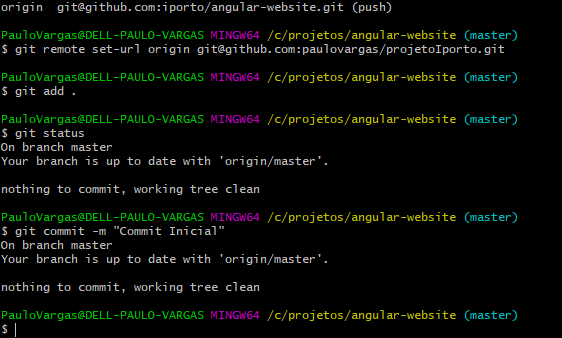 origin  git@github.com:iporto/angular-website.git (push)
PauloVargas@DELL-PAULO-VARGAS MINGW64 /c/projetos/angular-website (master)
$ git remote set-url origin git@github.com:paulovargas/projetoIporto.git
PauloVargas@DELL-PAULO-VARGAS MINGW64 /c/projetos/angular-website (master)
$ git add .
PauloVargas@DELL-PAULO-VARGAS MINGW64 /c/projetos/angular-website (master)
$ git status
On branch master
Your branch is up to date with 'origin/master'.
nothing to commit, working tree clean
PauloVargas@DELL-PAULO-VARGAS MINGW64 /c/projetos/angular-website (master)
$ git commit -m "Commit Inicial"
On branch master
Your branch is up to date with 'origin/master'.
nothing to commit, working tree clean
PauloVargas@DELL-PAULO-VARGAS MINGW64 /c/projetos/angular-website (master)
$